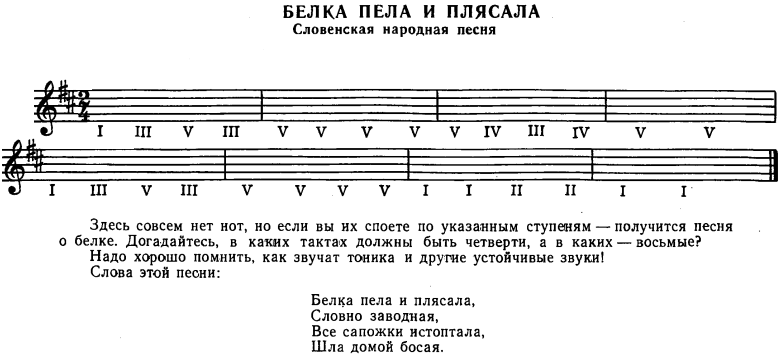 БЕЛКА ПЕЛА И ПЛЯСАЛА
Словенская народная песня
2/4
I III V III V V V V V IV III IV V V
I III V III V V V V I I II II I I
Здесь совсем нет нот, но если вы их споете по указанным ступеням — получится песня
о белке. Догадайтесь, в каких тактах должны быть четверти, а в каких — восьмые?
Надо хорошо помнить, как звучат тоника и другие устойчивые звуки!
Слова этой песни:
Белка пела и плясала,
Словно заводная,
Все сапожки истоптала,
Шла домой босая.